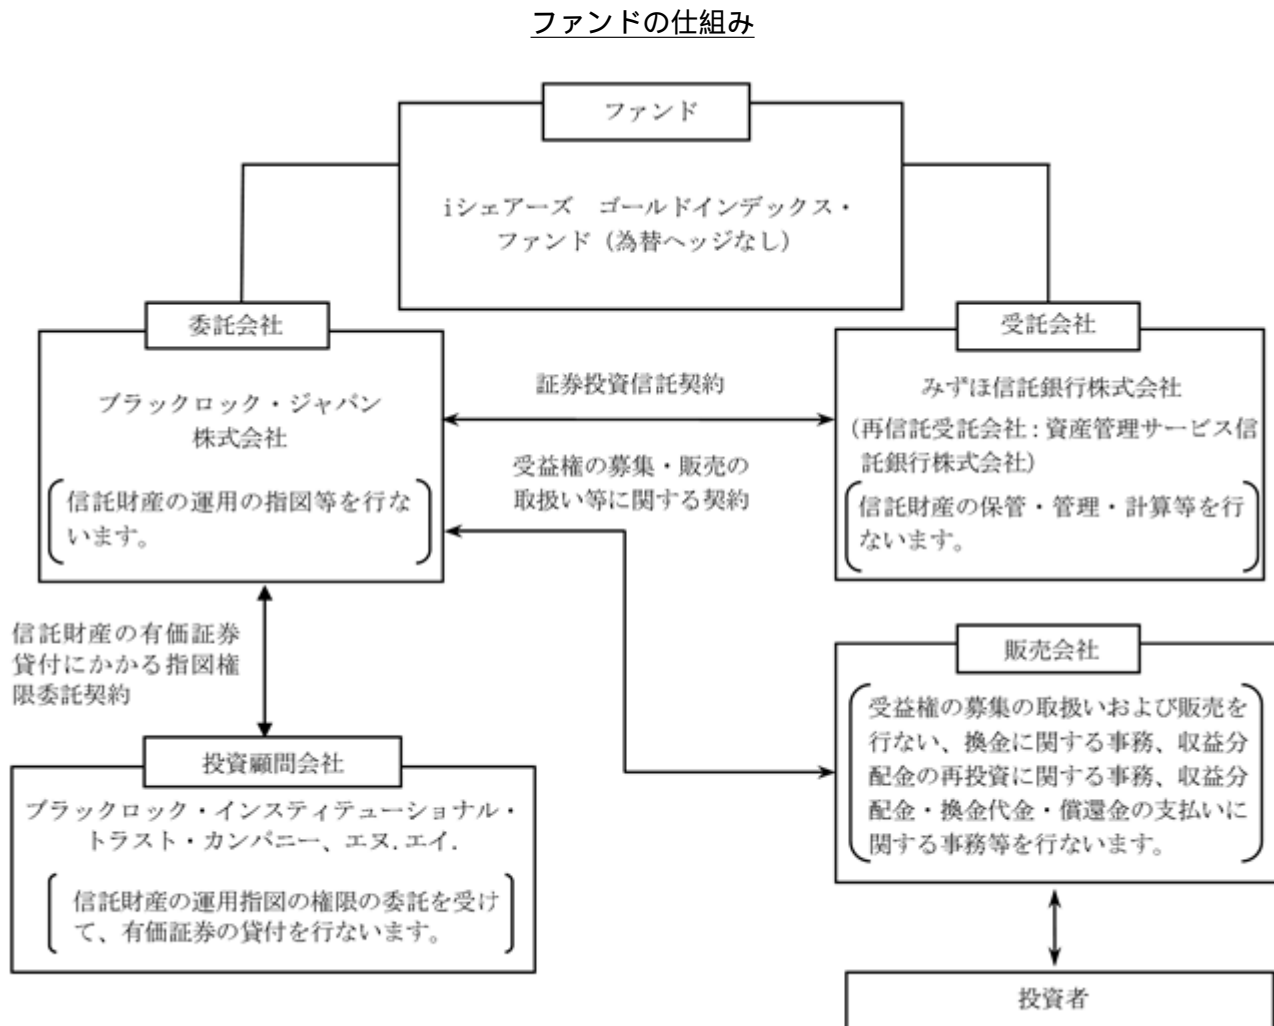 ファンドの仕組み
ファンド
iシェアーズ　ゴールドインデックス・
ファンド（為替ヘッジなし）
委託会社
ブラックロック・ジャパン
株式会社
信託財産の運用の指図等を行な
います。
証券投資信託契約
受益権の募集・販売の
取扱い等に関する契約
受託会社
みずほ信託銀行株式会社
（再信託受託会社：資産管理サービス信
託銀行株式会社）
信託財産の保管・管理・計算等を行
ないます。
信託財産の有価証券
貸付にかかる指図権
限委託契約
投資顧問会社
ブラックロック・インスティテューショナル・
トラスト・カンパニー、エヌ.エイ.
信託財産の運用指図の権限の委託を受け
て、有価証券の貸付を行ないます。
販売会社
受益権の募集の取扱いおよび販売を
行ない、換金に関する事務、収益分
配金の再投資に関する事務、収益分
配金・換金代金・償還金の支払いに
関する事務等を行ないます。
投資者